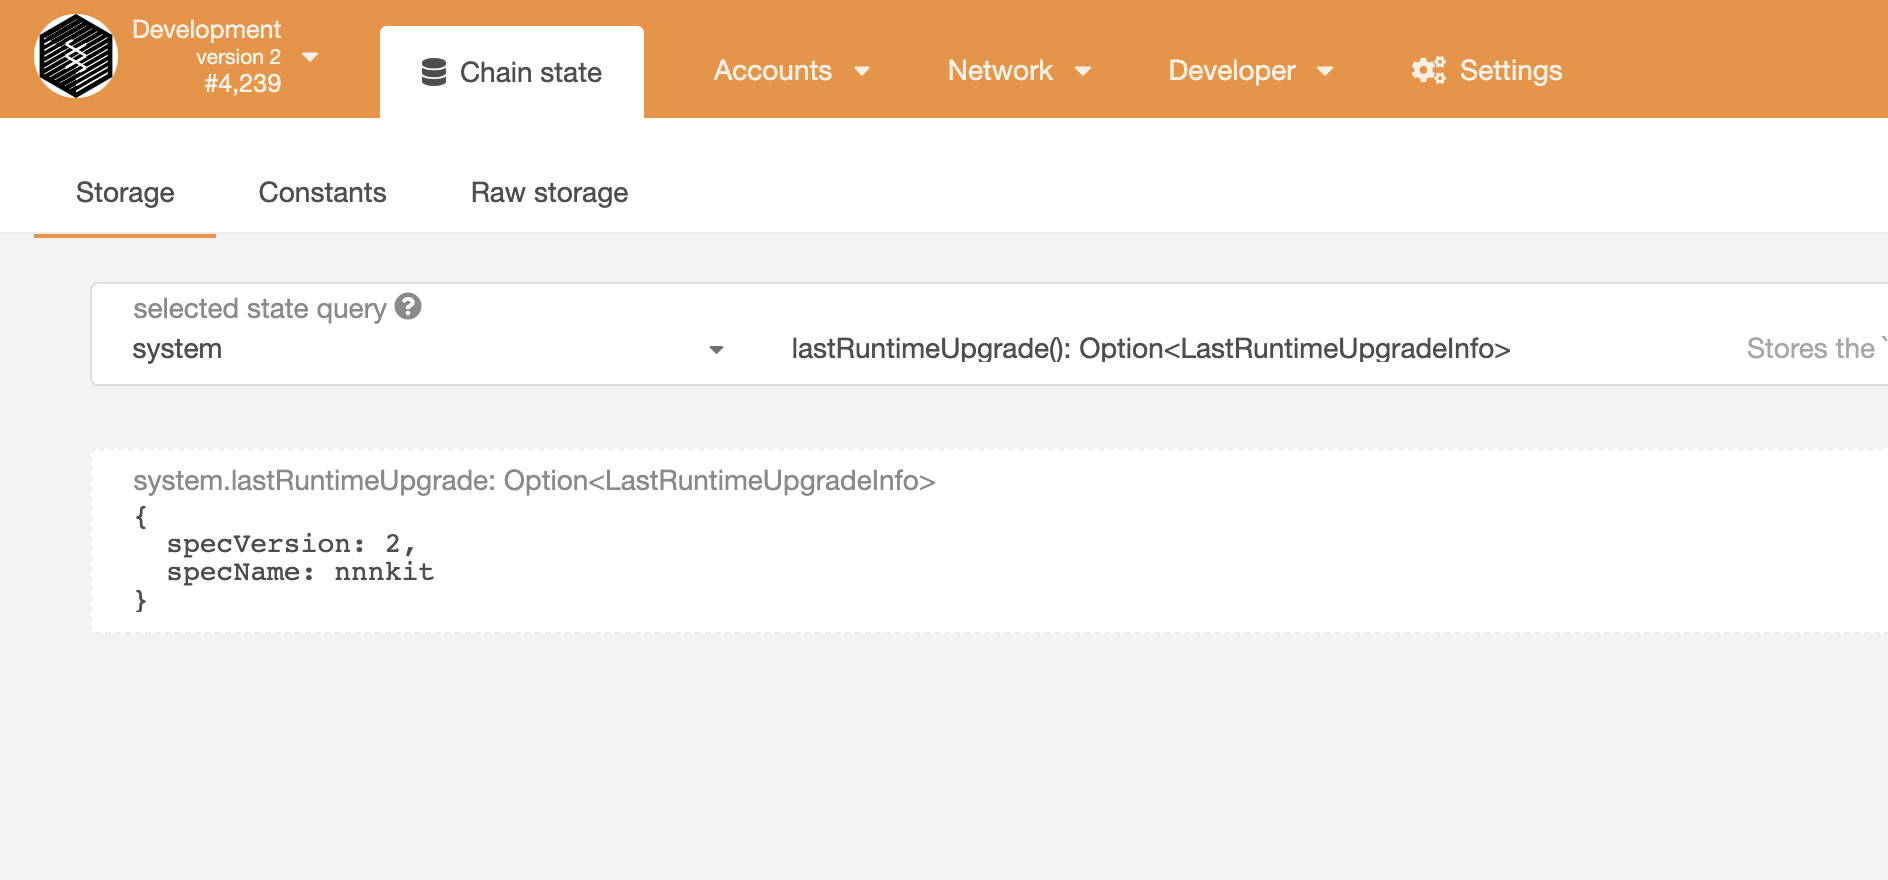 Development
version 2
#4,239
Chain state
Accounts
Network
Developer
Settings
Storage
Constants
Raw storage
selected state query
system
lastRuntimeUpgrade(): Option<LastRuntimeUpgradeInfo>
Stores the `
system.lastRuntimeUpgrade: Option<LastRuntimeUpgradeInfo>
{
specVersion: 2,
specName: nnnkit
}